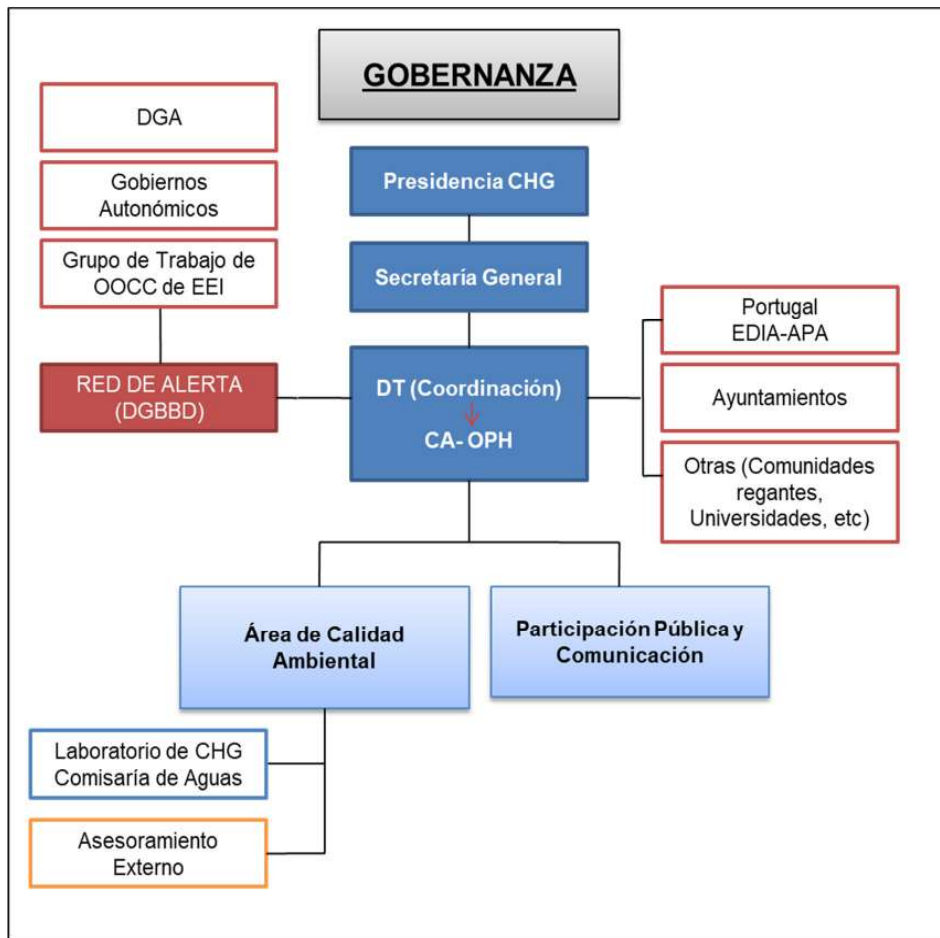 GOBERNANZA
DGA
Gobiernos
Autonómicos
Grupo de Trabajo de
OOCC de EEI
RED DE ALERTA
(DGBBD)
Presidencia CHG
Secretaría General
DT (Coordinación)
CA- OPH
Portugal
EDIA-APA
Ayuntamientos
Otras (Comunidades
regantes,
Universidades, etc)
Área de Calidad
Ambiental
Participación Pública y
Comunicación
Laboratorio de CHG
Comisaría de Aguas
Asesoramiento
Externo